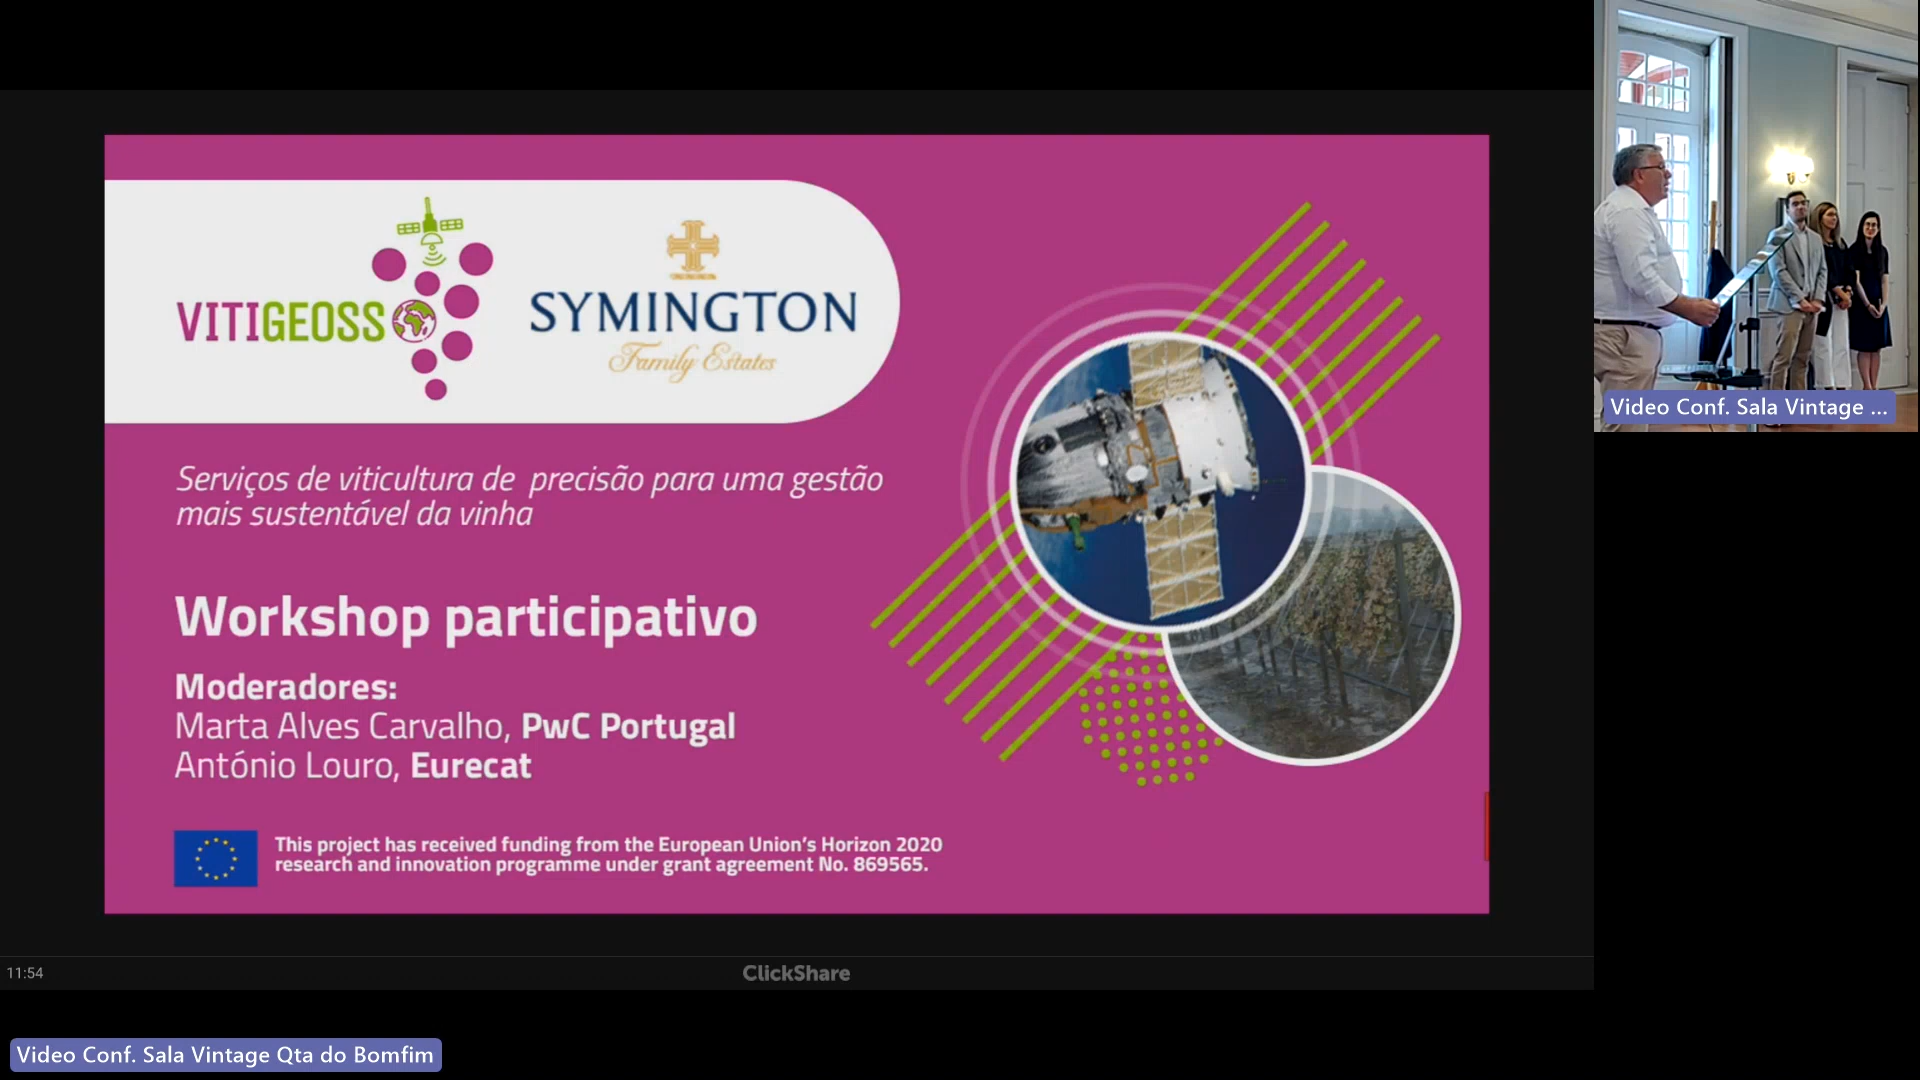 VITIGEOSS
SYMINGTON
Family Estates
Serviços de viticultura de precisão para uma gestão
mais sustentável da vinha
Workshop participativo
Moderadores:
Marta Alves Carvalho, PwC Portugal
António Louro, Eurecat
This project has received funding from the European Union's Horizon 2020
research and innovation programme under grant agreement No. 869565.
Video Conf. Sala Vintage ...
11:54
ClickShare
Video Conf. Sala Vintage Qta do Bomfim